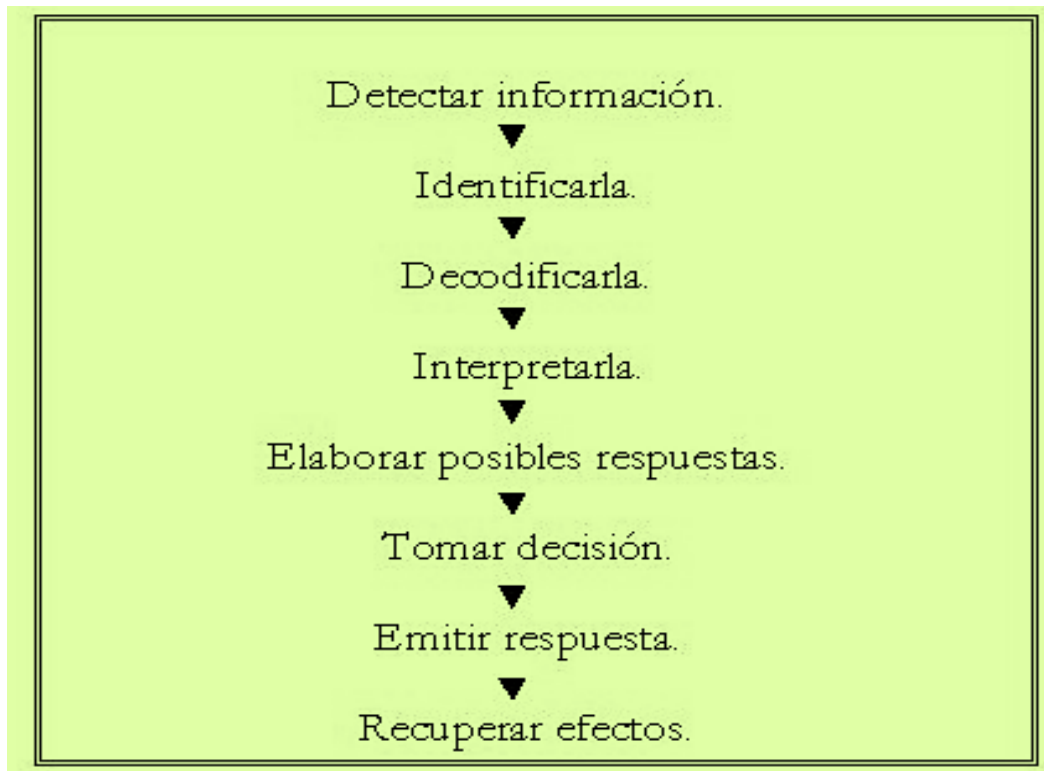 Detectar información.
Identificarla.
Decodificarla.
Interpretarla.
Elaborar posibles respuestas.
Tomar decisión.
Emitir respuesta.
Recuperar efectos.